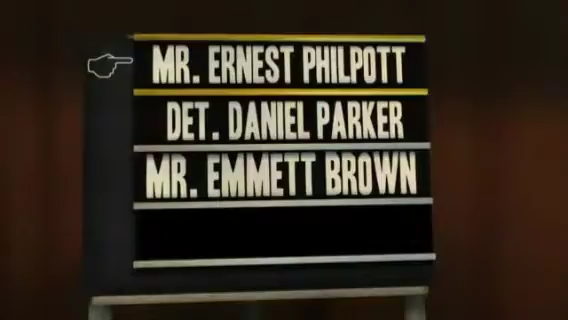 MR. ERNEST PHILPOTT
DET. DANIEL PARKER
MR. EMMETT BROWN